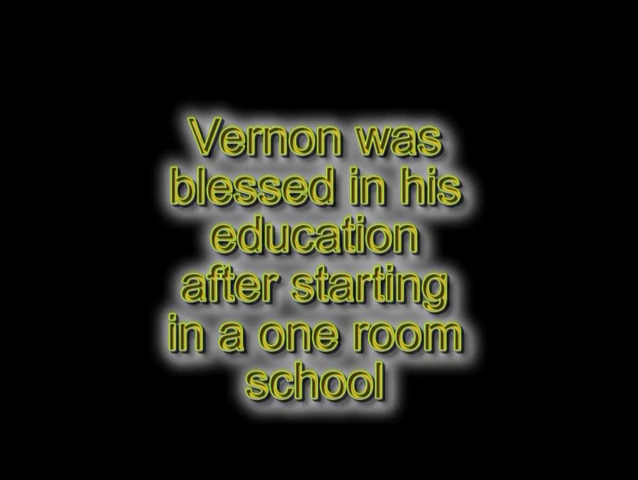 Vernon was
blessed in his
education
after starting
in a one room
school